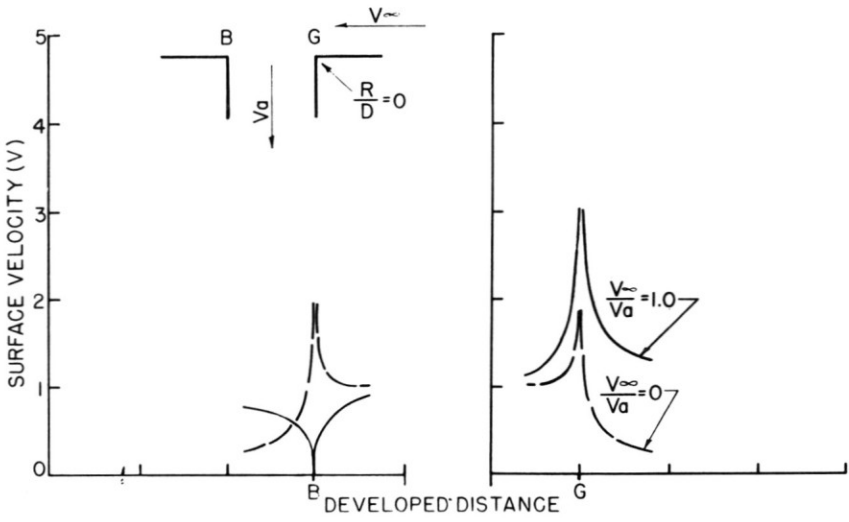 V∞
5
B
G
R/D=0
Va
4
3
2
1
0
SURFACE VELOCITY (V)
V∞/Va=1.0
V∞/Va=0
B
G
DEVELOPED DISTANCE